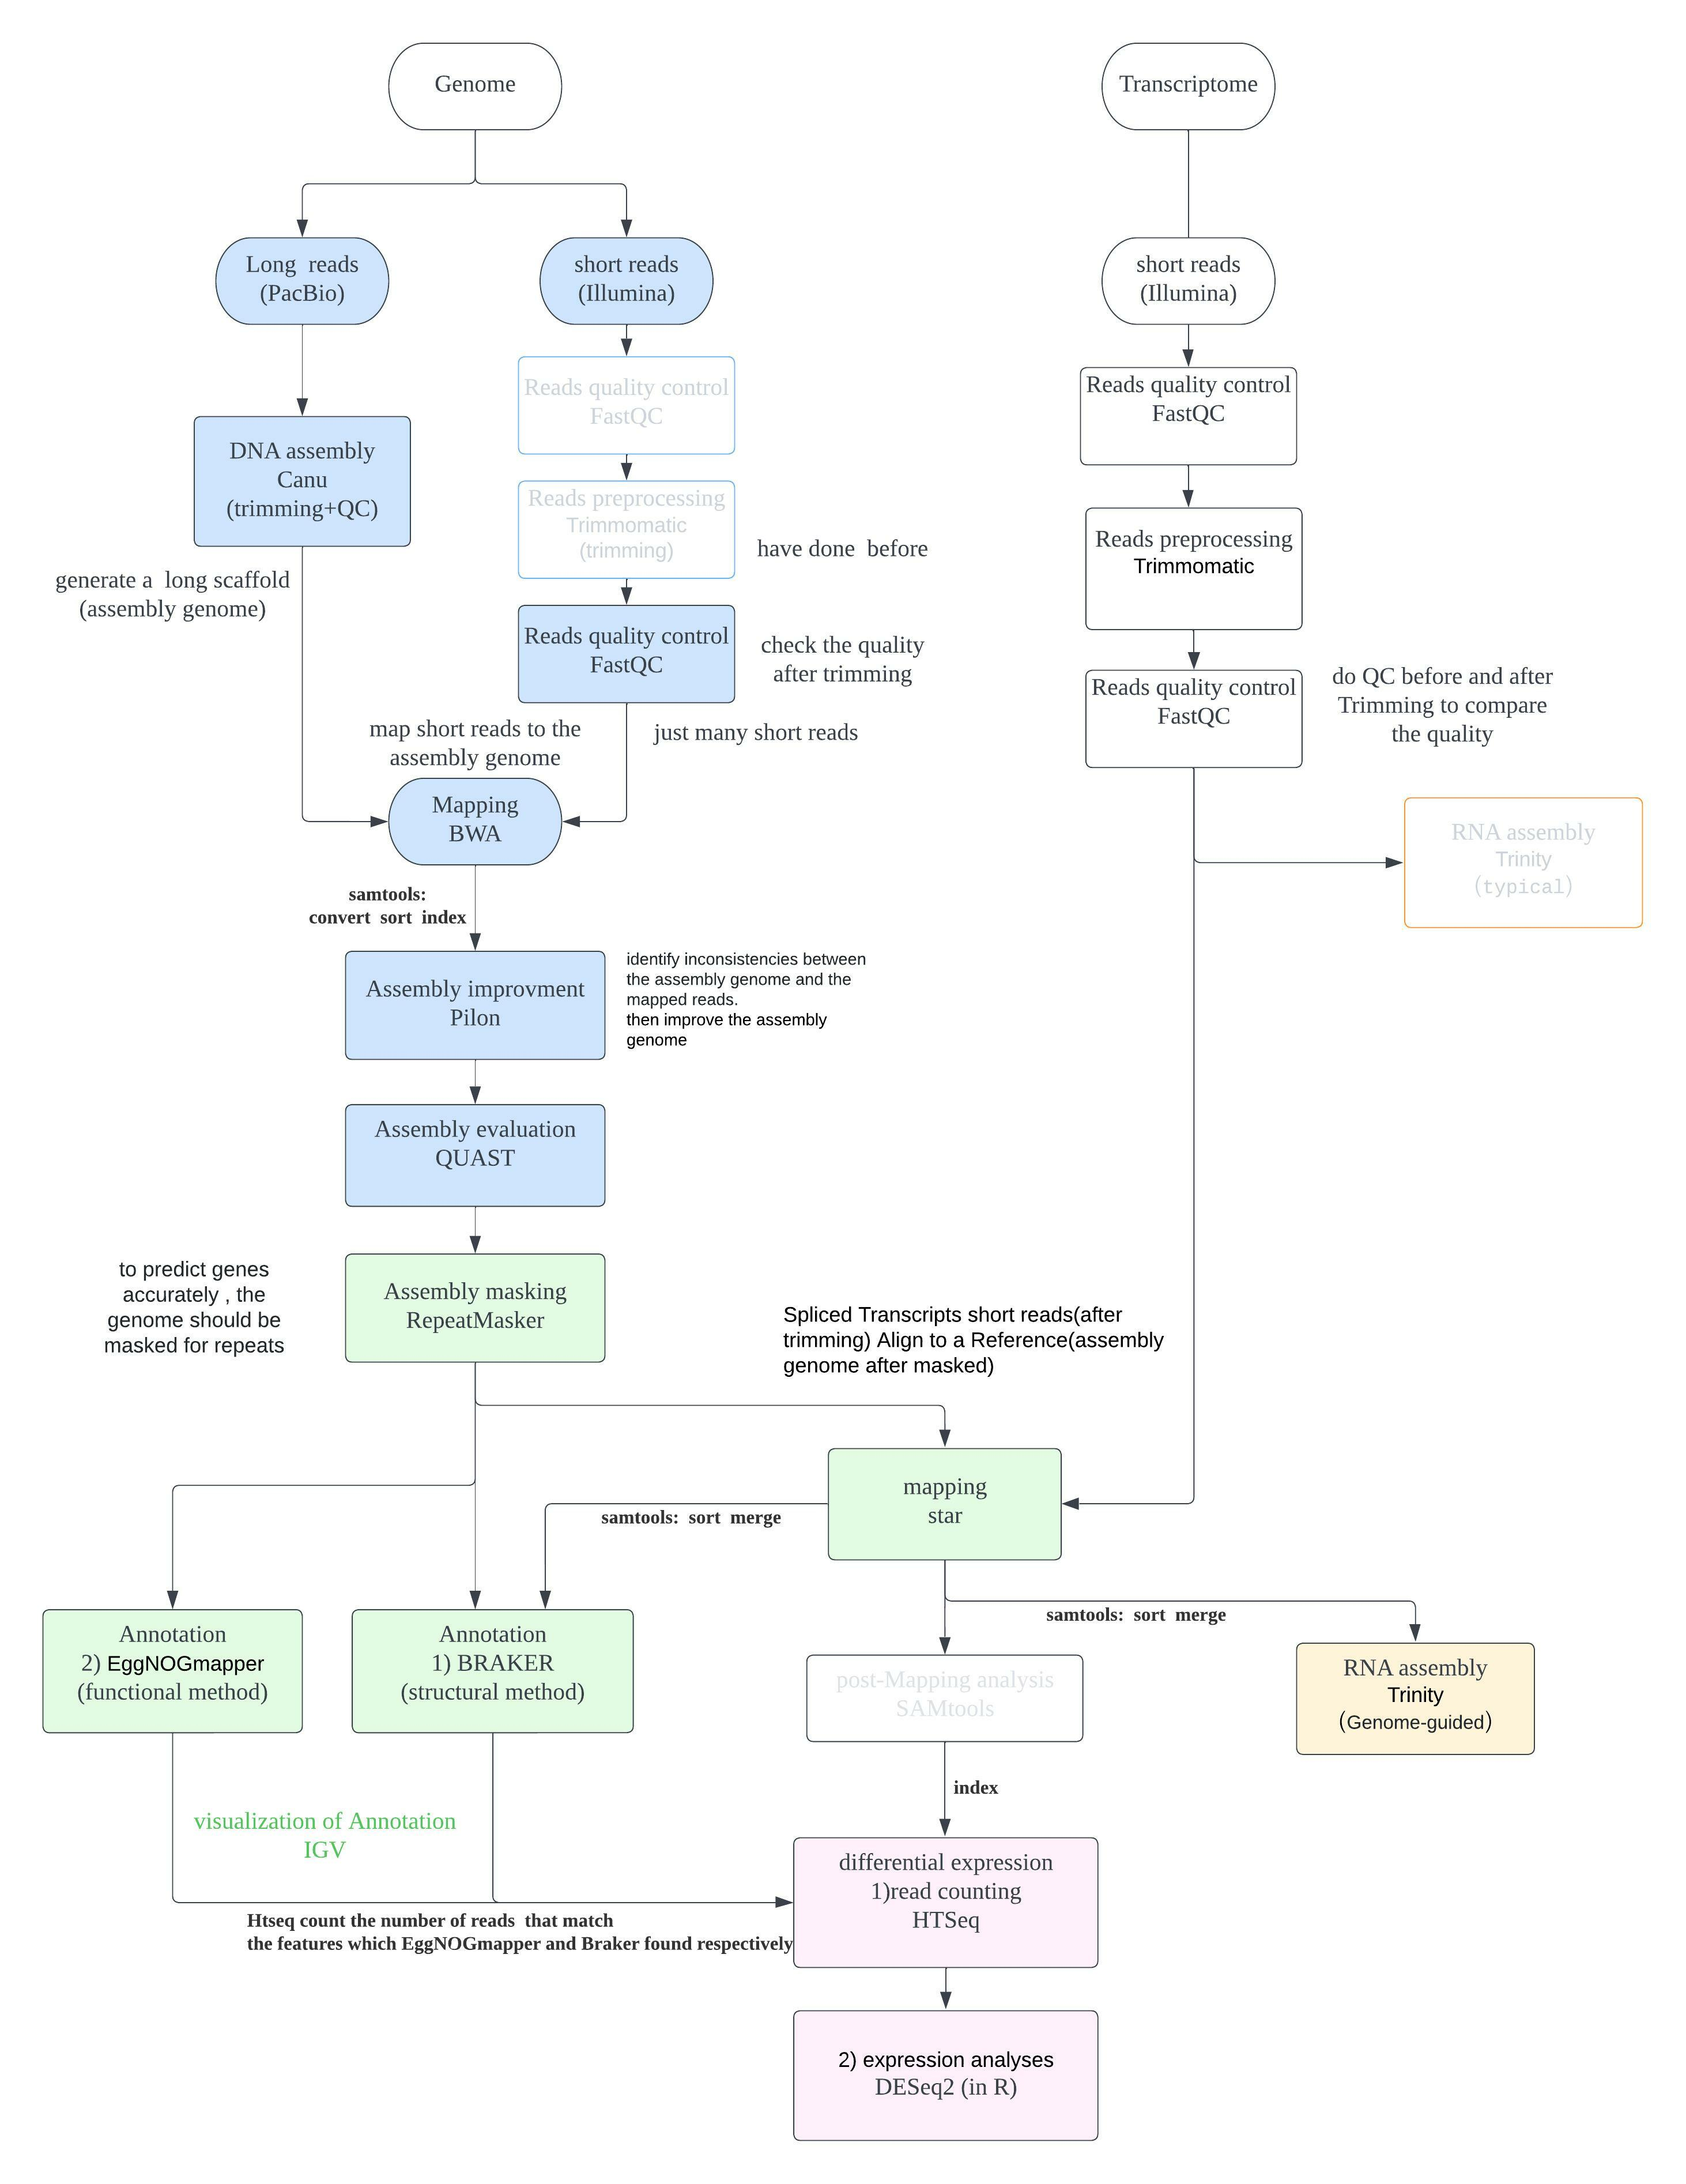 Genome
Transcriptome
Long  reads
(PacBio)
short reads
(Illumina)
short reads
(Illumina)
Reads quality control
FastQC
Reads quality control
FastQC
DNA assembly
Canu
(trimming+QC)
Reads preprocessing
Trimmomatic
(trimming)
have done  before
Reads preprocessing
Trimmomatic
generate a  long scaffold
(assembly genome)
Reads quality control
FastQC
check the quality
after trimming
Reads quality control
FastQC
do QC before and after
Trimming to compare
the quality
map short reads to the
assembly genome
just many short reads
Mapping
BWA
RNA assembly
Trinity
(typical)
samtools:
convert  sort  index
Assembly improvment
Pilon
identify inconsistencies between
the assembly genome and the
mapped reads.
then improve the assembly
genome
Assembly evaluation
QUAST
to predict genes
accurately , the
genome should be
masked for repeats
Assembly masking
RepeatMasker
Spliced Transcripts short reads(after
trimming) Align to a Reference(assembly
genome after masked)
mapping
star
samtools:  sort  merge
samtools:  sort  merge
Annotation
2) EggNOGmapper
(functional method)
Annotation
1) BRAKER
(structural method)
post-Mapping analysis
SAMtools
RNA assembly
Trinity
(Genome-guided)
index
visualization of Annotation
IGV
differential expression
1)read counting
HTSeq
Htseq count the number of reads  that match
the features which EggNOGmapper and Braker found respectively
2) expression analyses
DESeq2 (in R)